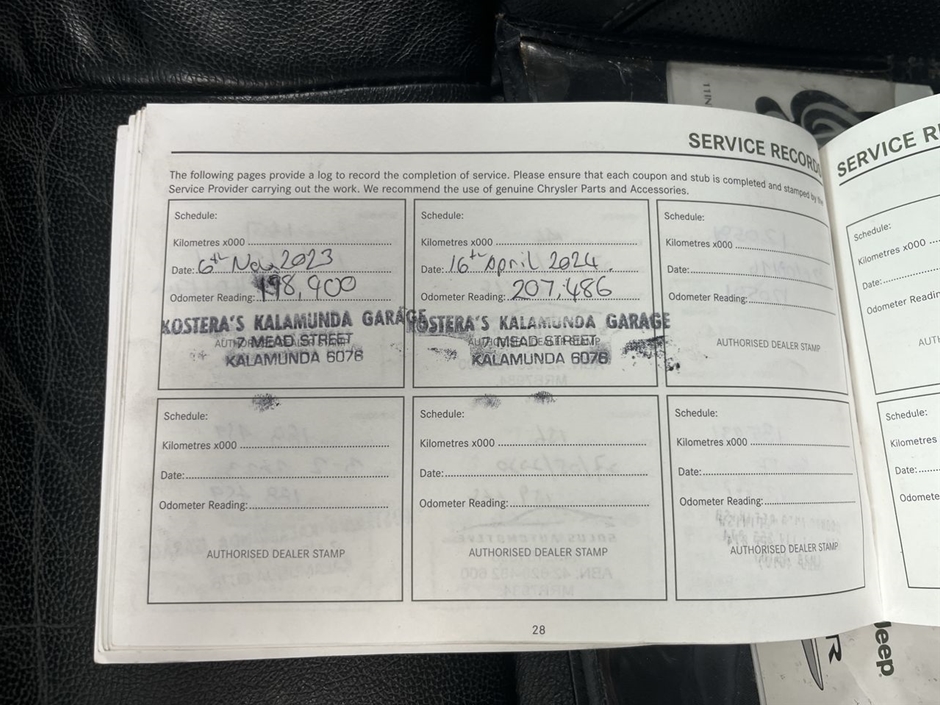 SERVICE RECORDS
The following pages provide a log to record the completion of service. Please ensure that each coupon and stub is completed and stamped by the
Service Provider carrying out the work. We recommend the use of genuine Chrysler Parts and Accessories.
Schedule:
Kilometres x000
Date: 6th Nov 2023
Odometer Reading: 198,900
KOSTERA'S KALAMUNDA GARAGE
7 MEAD STREET
KALAMUNDA 6076
Schedule:
Kilometres x000
Date: 16th April 2024
Odometer Reading: 207,486
KOSTERA'S KALAMUNDA GARAGE
7 MEAD STREET
KALAMUNDA 6076
Schedule:
Kilometres x000
Date:
Odometer Reading:
AUTHORISED DEALER STAMP
Schedule:
Kilometres x000
Date:
Odometer Reading:
AUTHORISED DEALER STAMP
Schedule:
Kilometres x000
Date:
Odometer Reading:
AUTHORISED DEALER STAMP
Schedule:
Kilometres x000
Date:
Odometer Reading:
AUTHORISED DEALER STAMP
28
SERVICE R
Schedule:
Kilometres x000
Date:
Odometer Readin
AUT
Schedule:
Kilometres
Date:
Odomete
Jeep